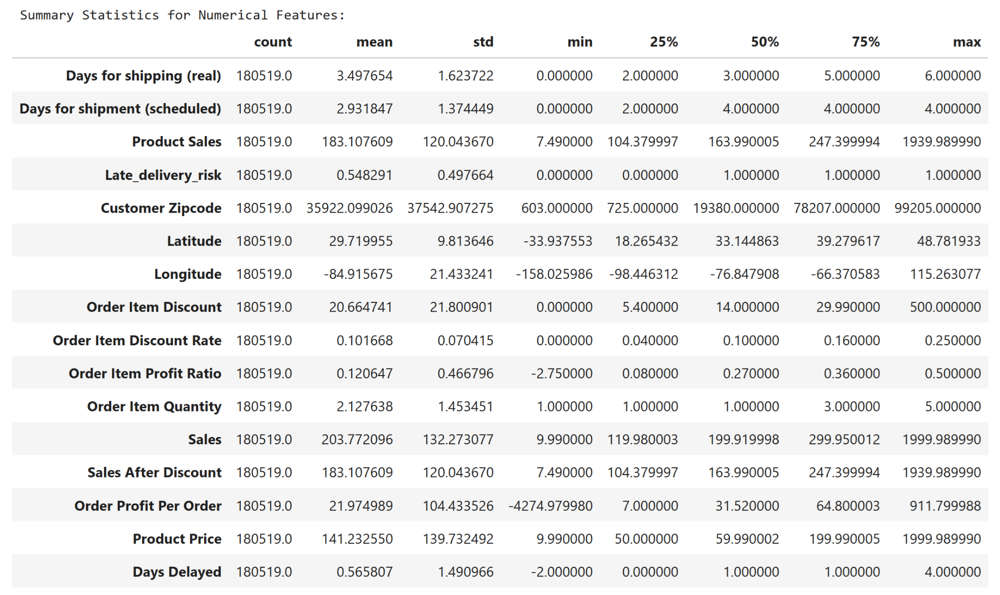 Summary Statistics for Numerical Features:
count mean std min 25% 50% 75% max
Days for shipping (real) 180519.0 3.497654 1.623722 0.000000 2.000000 3.000000 5.000000 6.000000
Days for shipment (scheduled) 180519.0 2.931847 1.374449 0.000000 2.000000 4.000000 4.000000 4.000000
Product Sales 180519.0 183.107609 120.043670 7.490000 104.379997 163.990005 247.399994 1939.989990
Late_delivery_risk 180519.0 0.548291 0.497664 0.000000 0.000000 1.000000 1.000000 1.000000
Customer Zipcode 180519.0 35922.099026 37542.907275 603.000000 725.000000 19380.000000 78207.000000 99205.000000
Latitude 180519.0 29.719955 9.813646 -33.937553 18.265432 33.144863 39.279617 48.781933
Longitude 180519.0 -84.915675 21.433241 -158.025986 -98.446312 -76.847908 -66.370583 115.263077
Order Item Discount 180519.0 20.664741 21.800901 0.000000 5.400000 14.000000 29.990000 500.000000
Order Item Discount Rate 180519.0 0.101668 0.070415 0.000000 0.040000 0.100000 0.160000 0.250000
Order Item Profit Ratio 180519.0 0.120647 0.466796 -2.750000 0.080000 0.270000 0.360000 0.500000
Order Item Quantity 180519.0 2.127638 1.453451 1.000000 1.000000 1.000000 3.000000 5.000000
Sales 180519.0 203.772096 132.273077 9.990000 119.980003 199.919998 299.950012 1999.989990
Sales After Discount 180519.0 183.107609 120.043670 7.490000 104.379997 163.990005 247.399994 1939.989990
Order Profit Per Order 180519.0 21.974989 104.433526 -4274.979980 7.000000 31.520000 64.800003 911.799988
Product Price 180519.0 141.232550 139.732492 9.990000 50.000000 59.990002 199.990005 1999.989990
Days Delayed 180519.0 0.565807 1.490966 -2.000000 0.000000 1.000000 1.000000 4.000000